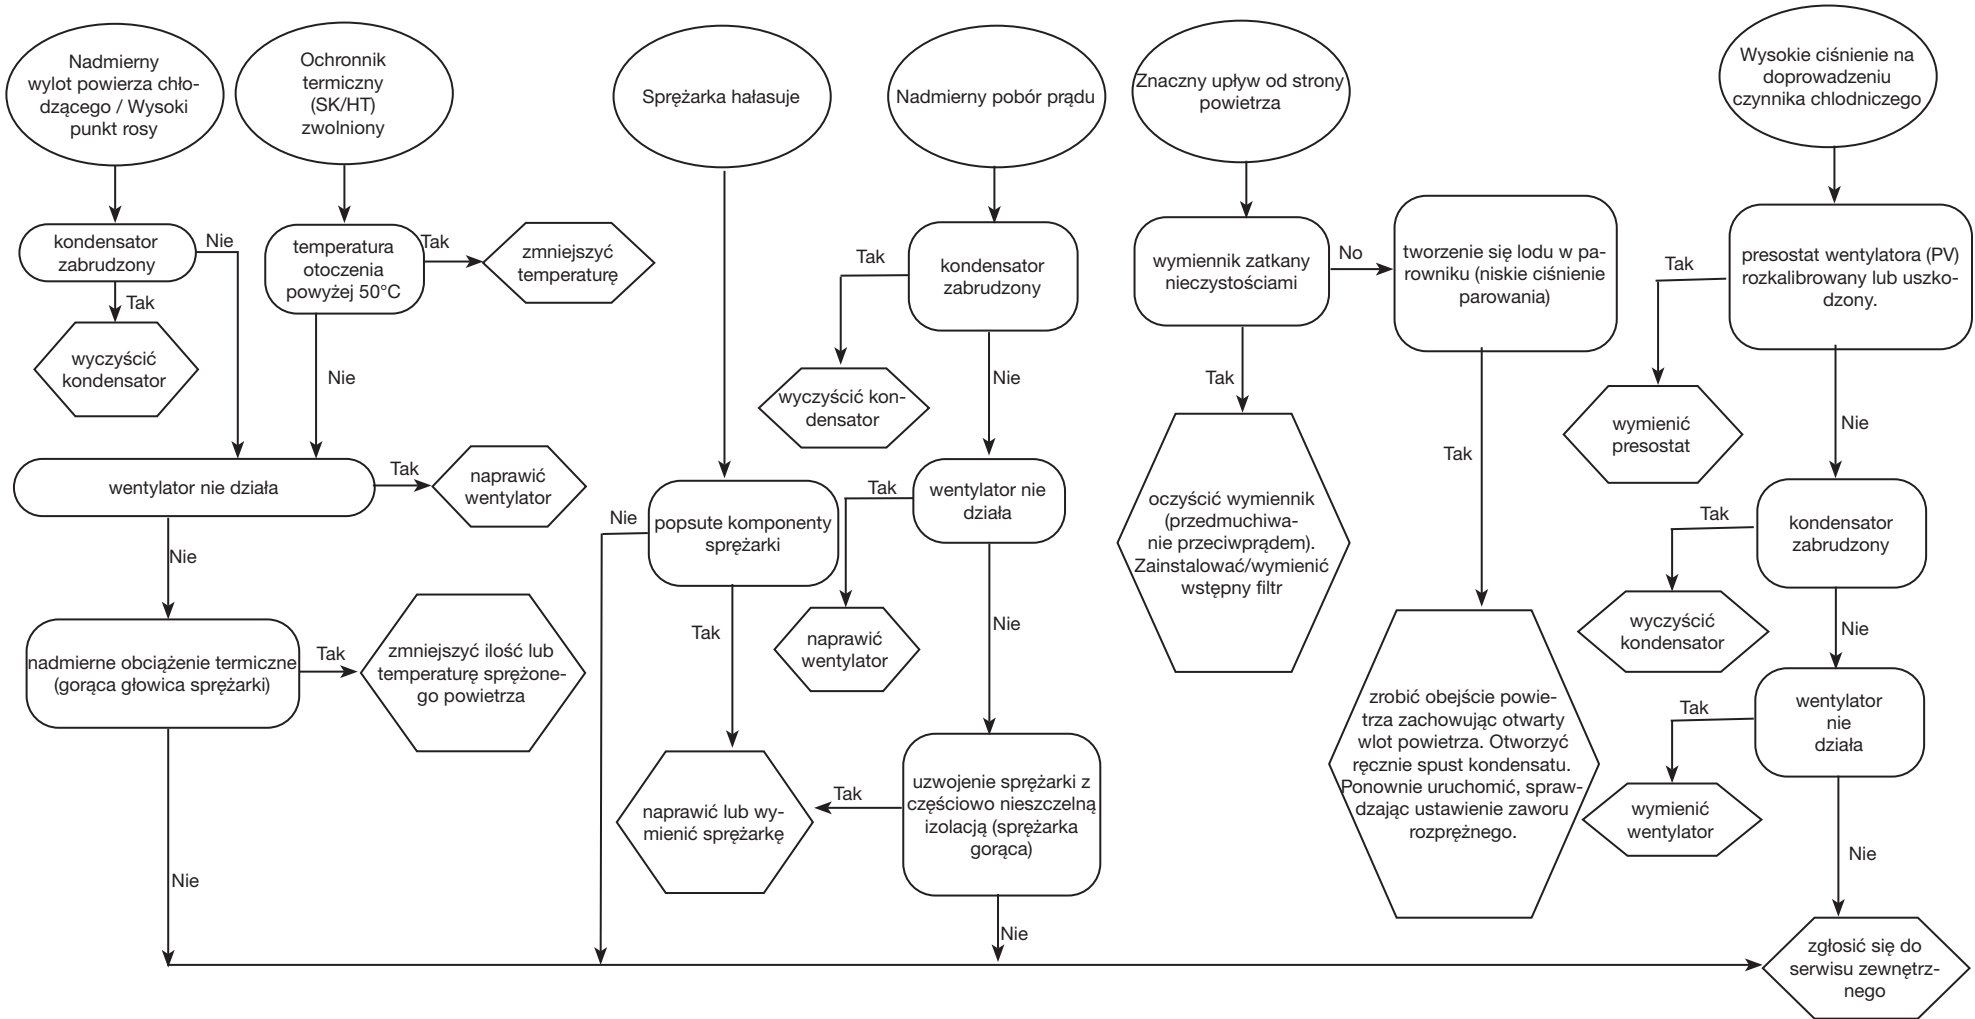 Nadmierny
wylot powierza chło-
dzącego / Wysoki
punkt rosy
Ochronnik
termiczny
(SK/HT)
zwolniony
Sprężarka hałasuje
Nadmierny pobór prądu
Znaczny upływ od strony
powietrza
Wysokie ciśnienie na
doprowadzeniu
czynnika chlodniczego
kondensator
zabrudzony
Nie
Tak
wyczyścić
kondensator
temperatura
otoczenia
powyżej 50°C
Tak
zmniejszyć
temperaturę
Nie
wentylator nie działa
Tak
naprawić
wentylator
Nie
nadmierne obciążenie termiczne
(gorąca głowica sprężarki)
Tak
zmniejszyć ilość lub
temperaturę sprężone-
go powietrza
Nie
popsute komponenty
sprężarki
Nie
Tak
naprawić lub wy-
mienić sprężarkę
kondensator
zabrudzony
Tak
wyczyścić kon-
densator
Nie
wentylator nie
działa
Tak
naprawić
wentylator
Nie
uzwojenie sprężarki z
częściowo nieszczelną
izolacją (sprężarka
gorąca)
Tak
Nie
wymiennik zatkany
nieczystościami
No
Tak
oczyścić wymiennik
(przedmuchiwa-
nie przeciwprądem).
Zainstalować/wymienić
wstępny filtr
tworzenie się lodu w pa-
rowniku (niskie ciśnienie
parowania)
Tak
zrobić obejście powie-
trza zachowując otwarty
wlot powietrza. Otworzyć
ręcznie spust kondensatu.
Ponownie uruchomić, spraw-
dzając ustawienie zaworu
rozprężnego.
presostat wentylatora (PV)
rozkalibrowany lub uszko-
dzony.
Tak
wymienić
presostat
Nie
kondensator
zabrudzony
Tak
wyczyścić
kondensator
Nie
wentylator
nie
działa
Tak
wymienić
wentylator
Nie
zgłosić się do
serwisu zewnętrz-
nego